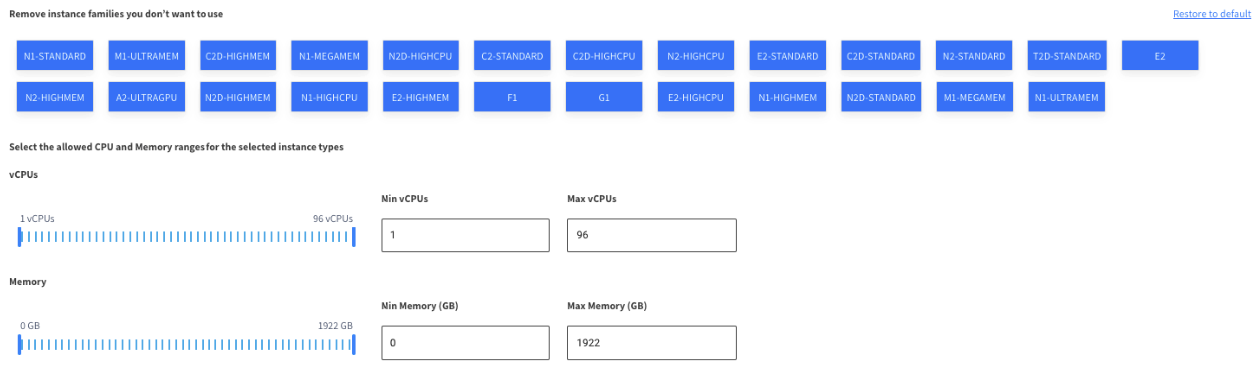 Remove instance families you don't want to use
Restore to default
N1-STANDARD M1-ULTRAMEM C2D-HIGHMEM N1-MEGAMEM N2D-HIGHCPU C2-STANDARD C2D-HIGHCPU N2-HIGHCPU E2-STANDARD C2D-STANDARD N2-STANDARD T2D-STANDARD E2
N2-HIGHMEM A2-ULTRAGPU N2D-HIGHMEM N1-HIGHCPU E2-HIGHMEM F1 G1 E2-HIGHCPU N1-HIGHMEM N2D-STANDARD M1-MEGAMEM N1-ULTRAMEM
Select the allowed CPU and Memory ranges for the selected instance types
vCPUs
Min vCPUs Max vCPUs
1 vCPUs 96 vCPUs
1 96
Memory
Min Memory (GB) Max Memory (GB)
0 GB 1922 GB
0 1922